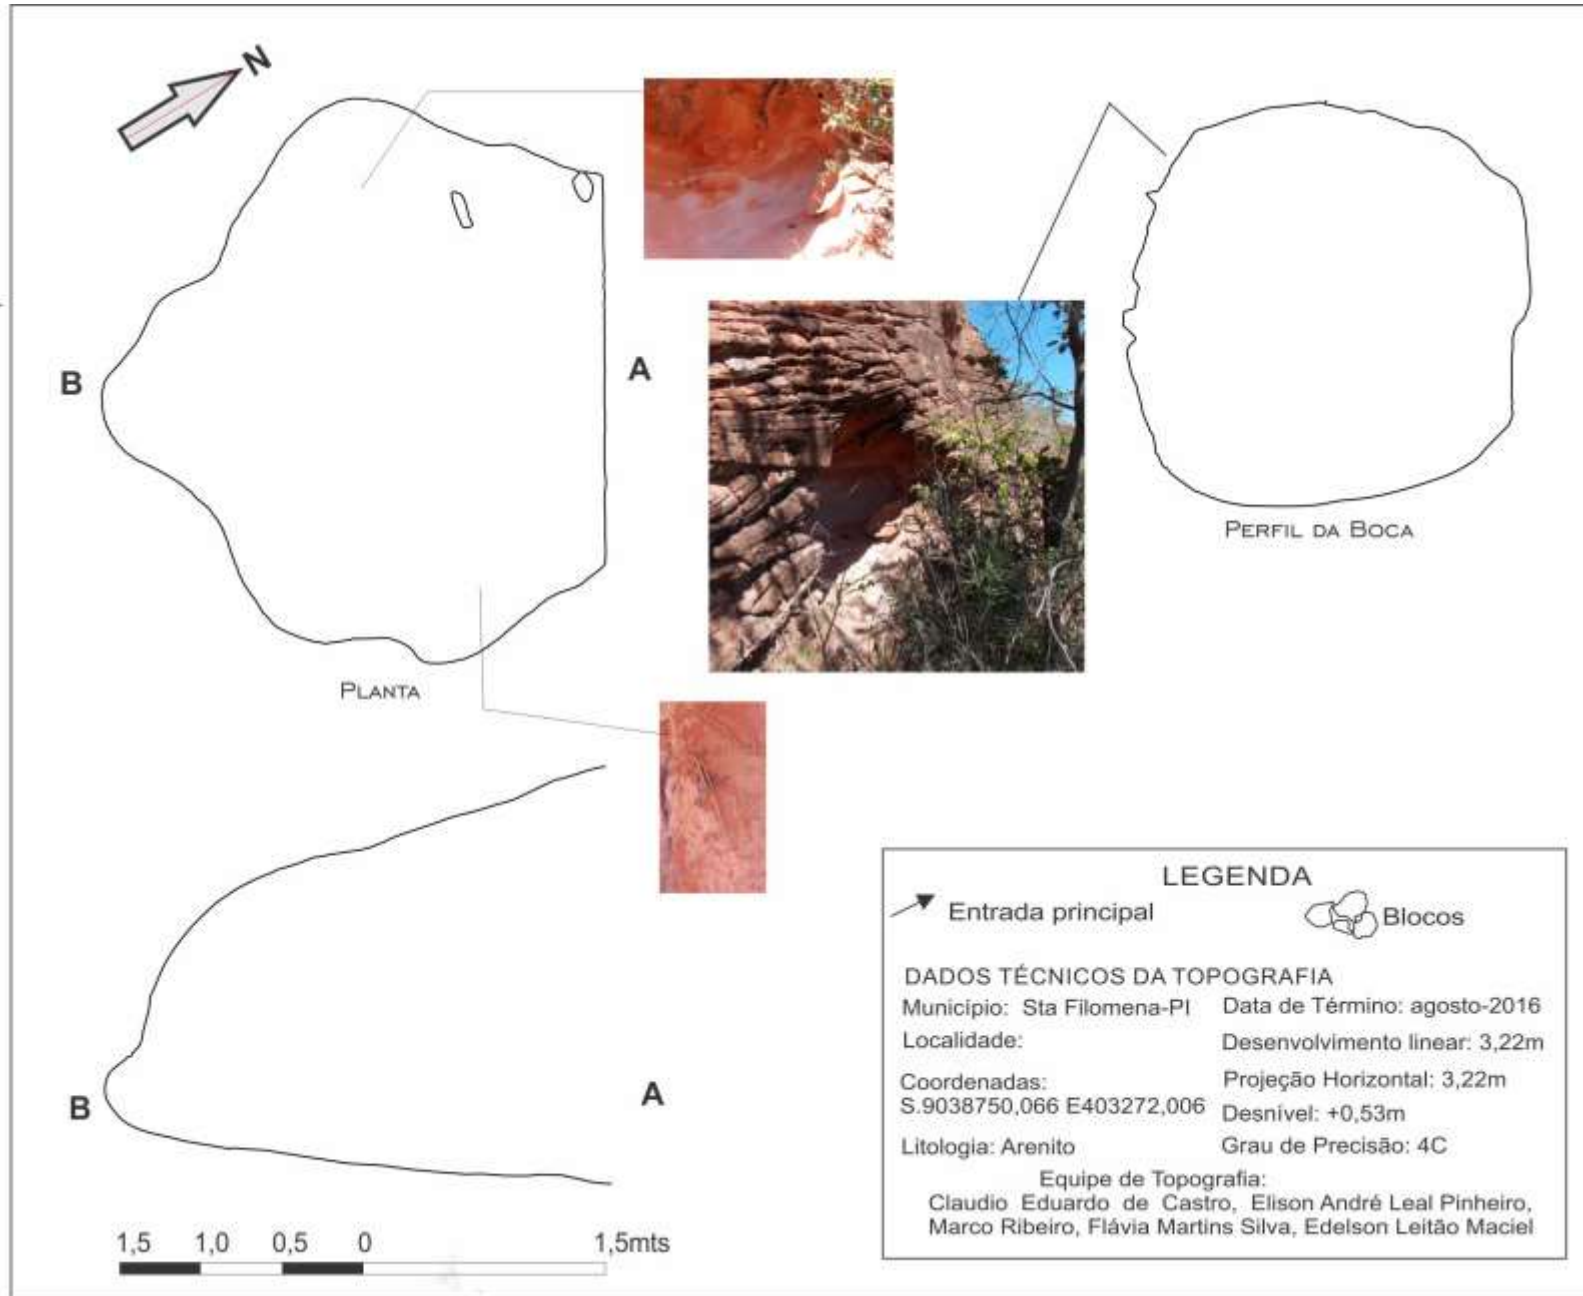 N
B
A
PLANTA
PERFIL DA BOCA
B
A
1,5 1,0 0,5 0 1,5mts
LEGENDA
Entrada principal
Blocos
DADOS TÉCNICOS DA TOPOGRAFIA
Município: Sta Filomena-PI Data de Término: agosto-2016
Localidade: Desenvolvimento linear: 3,22m
Coordenadas: Projeção Horizontal: 3,22m
S.9038750,066 E403272,006 Desnível: +0,53m
Litologia: Arenito Grau de Precisão: 4C
Equipe de Topografia:
Claudio Eduardo de Castro, Elison André Leal Pinheiro,
Marco Ribeiro, Flávia Martins Silva, Edelson Leitão Maciel